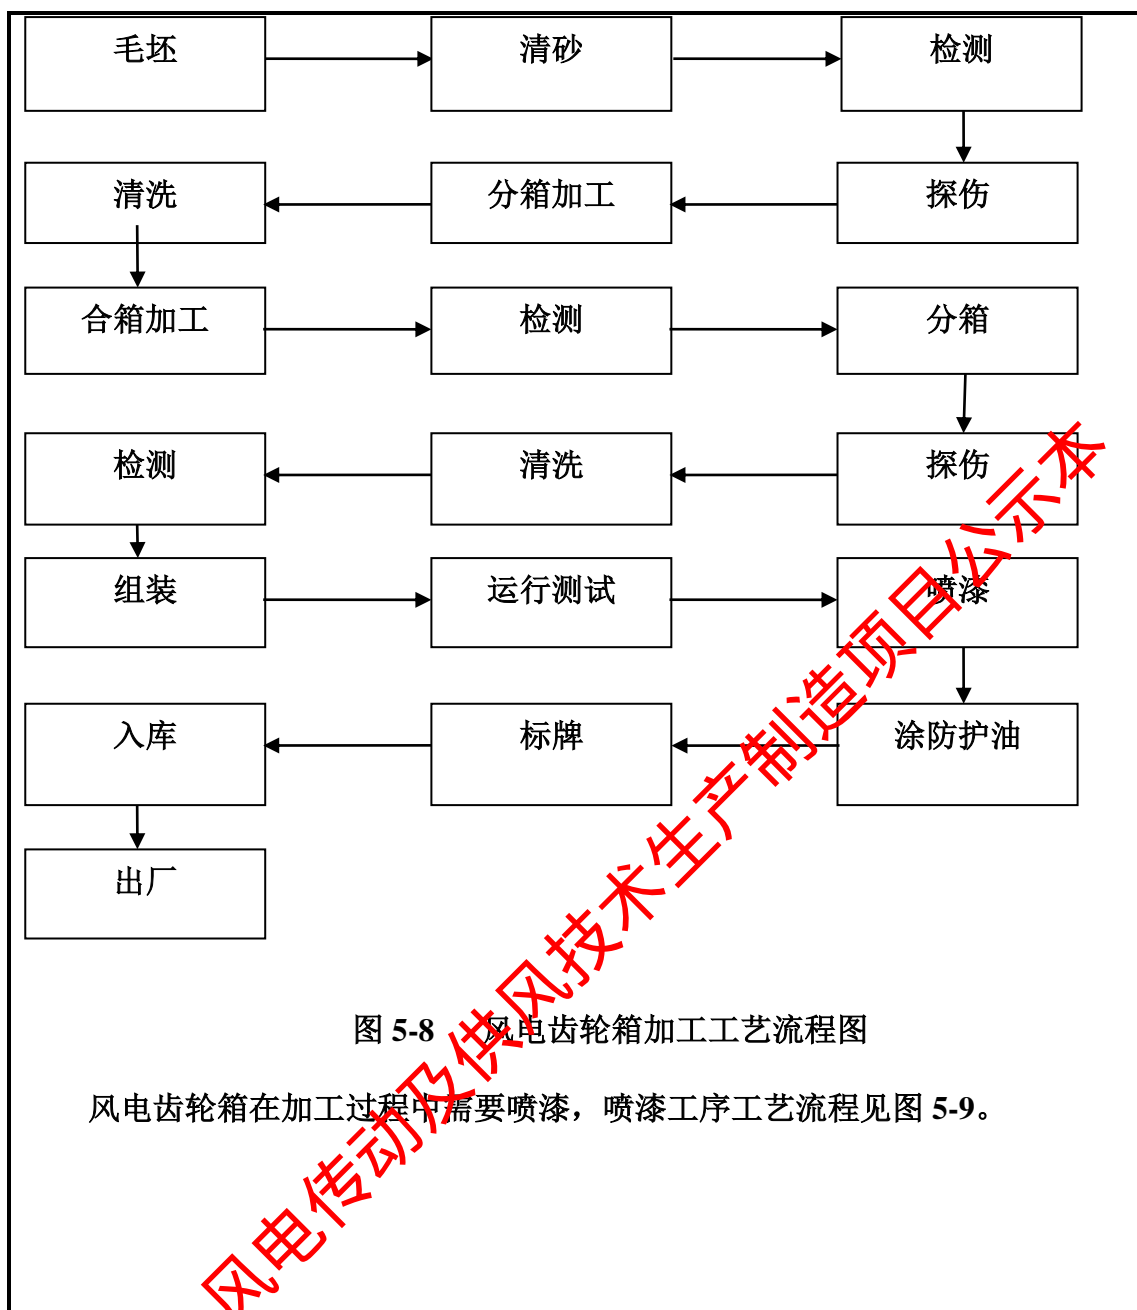 毛坯 清砂 检测
清洗 分箱加工 探伤
合箱加工 检测 分箱
检测 清洗 探伤
组装 运行测试 喷漆
入库 标牌 涂防护油
出厂
图 5-8 风电齿轮箱加工工艺流程图
风电齿轮箱在加工过程中需要喷漆，喷漆工序工艺流程见图 5-9。
风电传动及供风技术生产制造项目公示本